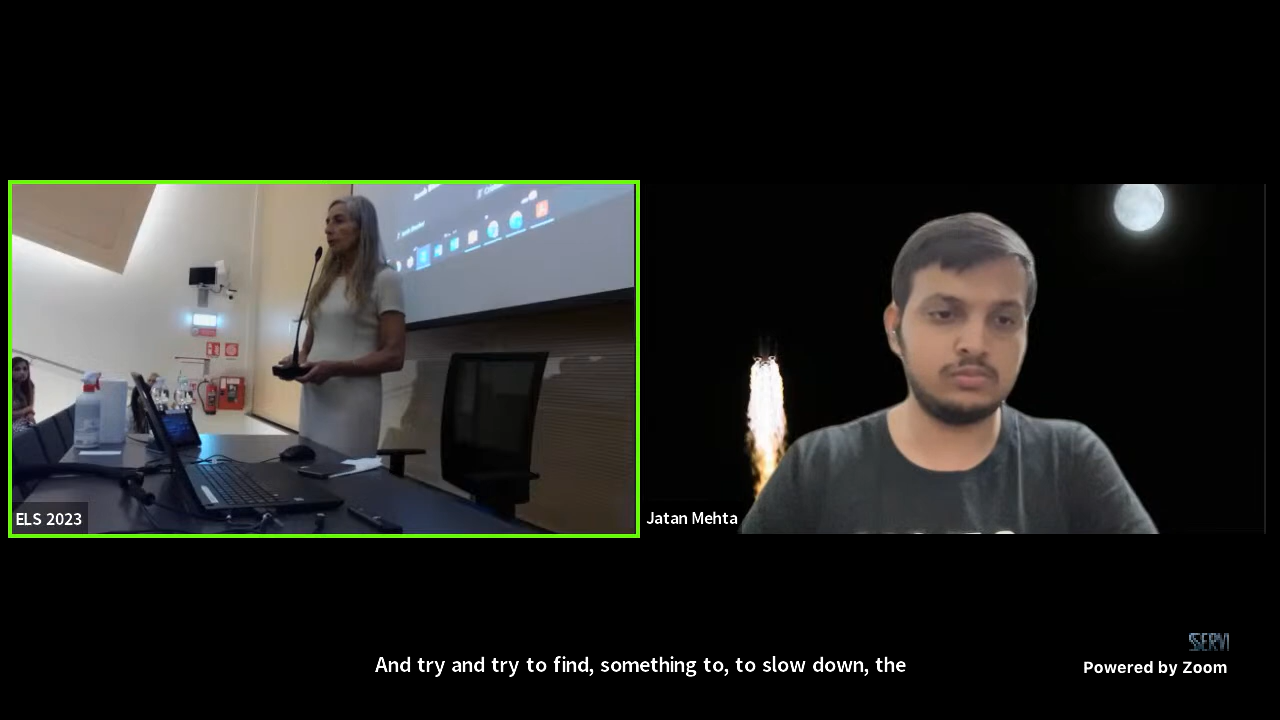 ELS 2023
Jatan Mehta
And try and try to find, something to, to slow down, the
SERVI
Powered by Zoom